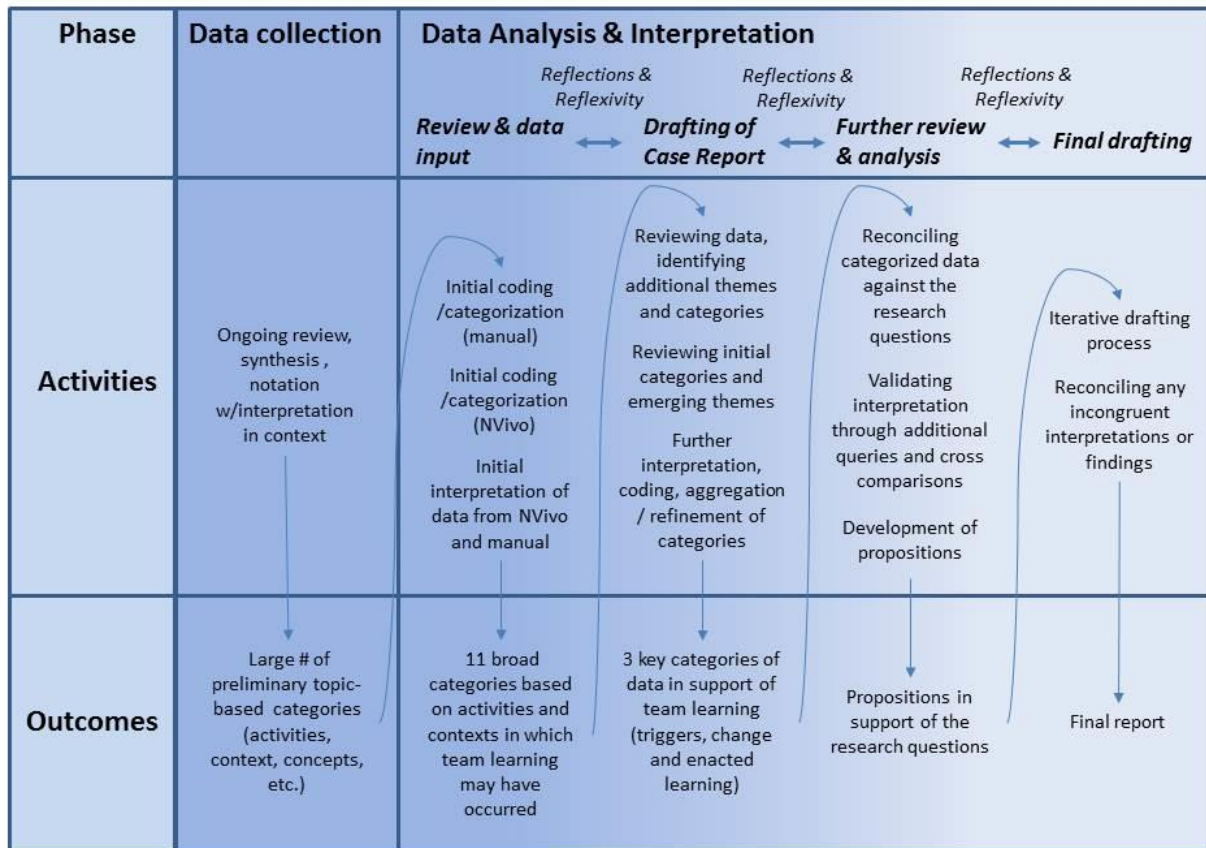 Phase
Data collection
Data Analysis & Interpretation
Reflections &
Reflexivity
Reflections &
Reflexivity
Reflections &
Reflexivity
Review & data
input
Drafting of
Case Report
Further review
& analysis
Final drafting
Activities
Ongoing review,
synthesis ,
notation
w/interpretation
in context
Initial coding
/categorization
(manual)
Initial coding
/categorization
(NVivo)
Initial
interpretation of
data from NVivo
and manual
Reviewing data,
identifying
additional themes
and categories
Reviewing initial
categories and
emerging themes
Further
interpretation,
coding, aggregation
/ refinement of
categories
Reconciling
categorized data
against the
research
questions
Validating
interpretation
through additional
queries and cross
comparisons
Development of
propositions
Iterative drafting
process
Reconciling any
incongruent
interpretations or
findings
Outcomes
Large # of
preliminary topic-
based categories
(activities,
context, concepts,
etc.)
11 broad
categories based
on activities and
contexts in which
team learning
may have
occurred
3 key categories of
data in support of
team learning
(triggers, change
and enacted
learning)
Propositions in
support of the
research questions
Final report